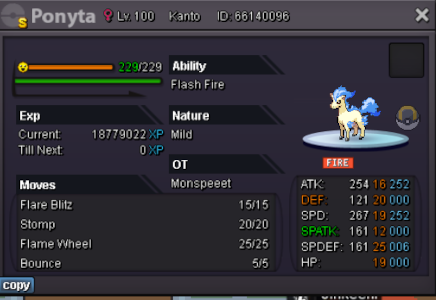 S Ponyta Lv. 100 Kanto ID: 66140096 X
229/229
Ability
Flash Fire
Exp
Current: 18779022 XP
Till Next: 0 XP
Nature
Mild
OT
Monspeeet
Moves
Flare Blitz 15/15
Stomp 20/20
Flame Wheel 25/25
Bounce 5/5
FIRE
ATK: 254 16 252
DEF: 121 20 000
SPD: 267 19 252
SPATK: 161 12 000
SPDEF: 161 25 006
HP: 19 000
copy